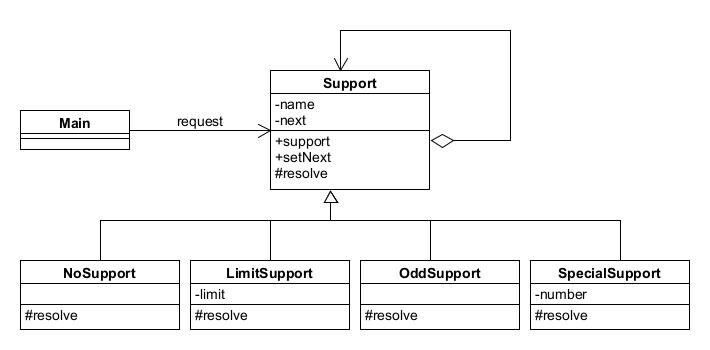 Support
-name
-next
+support
+setNext
#resolve
Main
request
NoSupport
#resolve
LimitSupport
-limit
#resolve
OddSupport
#resolve
SpecialSupport
-number
#resolve